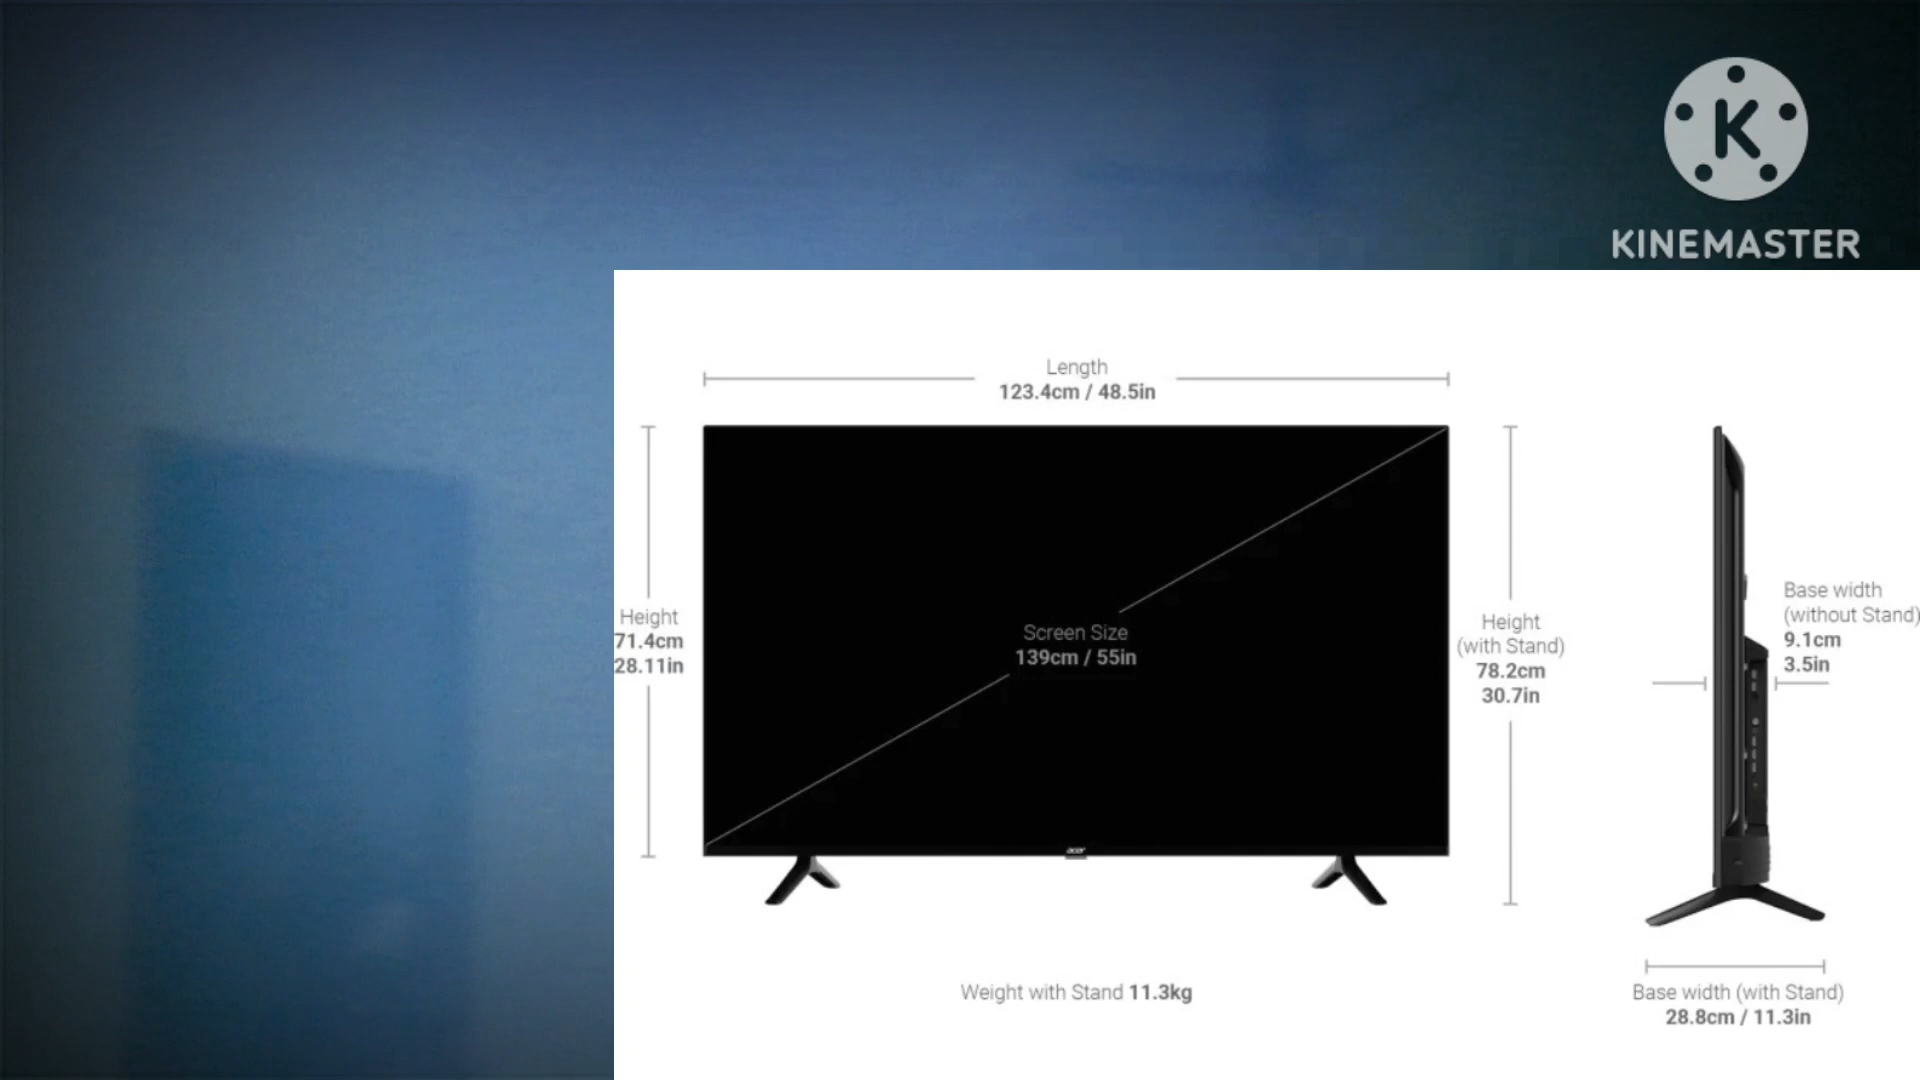 KINEMASTER
Length
123.4cm / 48.5in
Height
71.4cm
28.11in
Screen Size
139cm / 55in
Height
(with Stand)
78.2cm
30.7in
Base width
(without Stand)
9.1cm
3.5in
acer
Weight with Stand 11.3kg
Base width (with Stand)
28.8cm / 11.3in